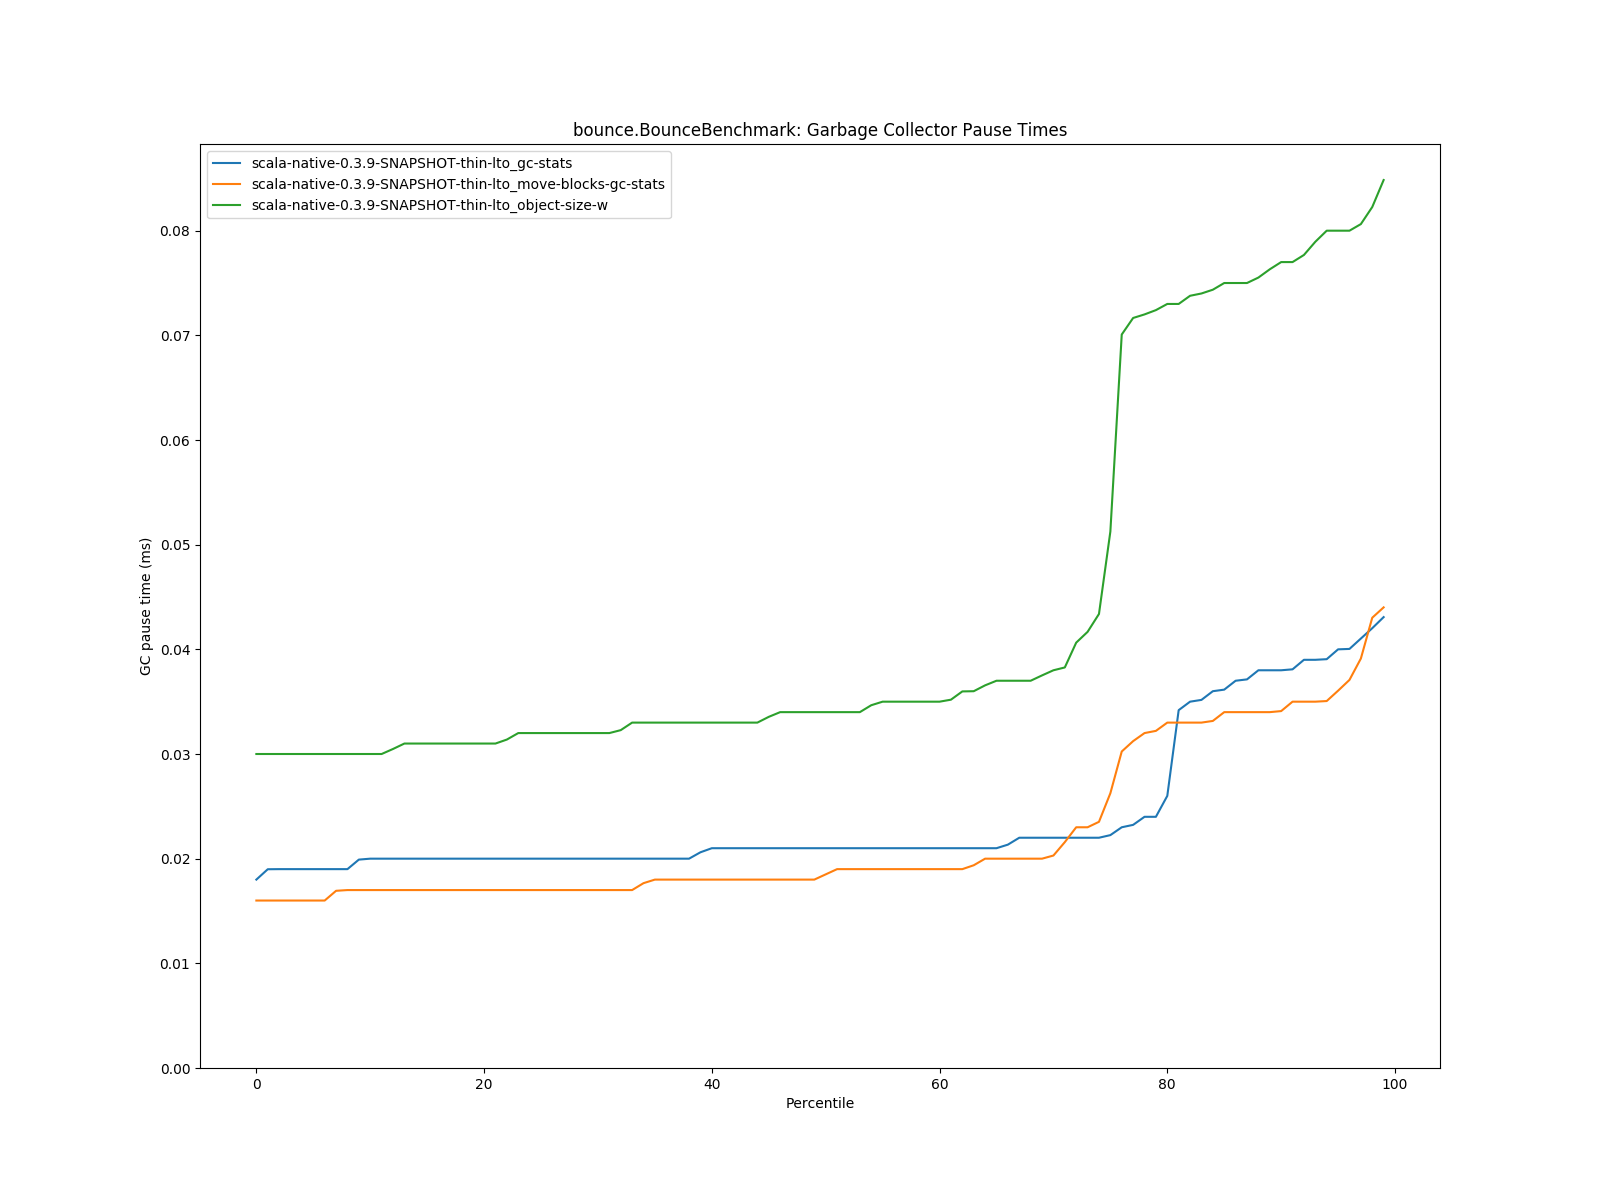 bounce.BounceBenchmark: Garbage Collector Pause Times
scala-native-0.3.9-SNAPSHOT-thin-lto_gc-stats
scala-native-0.3.9-SNAPSHOT-thin-lto_move-blocks-gc-stats
scala-native-0.3.9-SNAPSHOT-thin-lto_object-size-w
0.08
0.07
0.06
0.05
0.04
0.03
0.02
0.01
0.00
GC pause time (ms)
0 20 40 60 80 100
Percentile